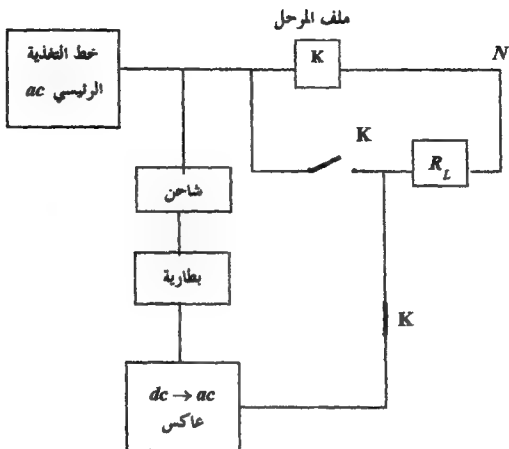 ملف المرحل
خط التغذية
الرئيسي ac
K
N
K
R_L
شاحن
بطارية
K
dc → ac
عاكس